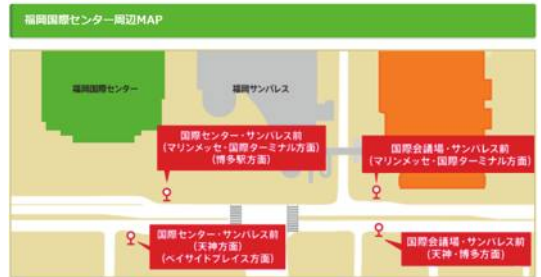 福岡国際センター周辺MAP
福岡国際センター
福岡サンパレス
国際センター・サンパレス前
(マリンメッセ・国際ターミナル方面)
(博多駅方面)
国際会議場・サンパレス前
(マリンメッセ・国際ターミナル方面)
国際センター・サンパレス前
(天神方面)
(ベイサイドプレイス方面)
国際会議場・サンパレス前
(天神・博多方面)